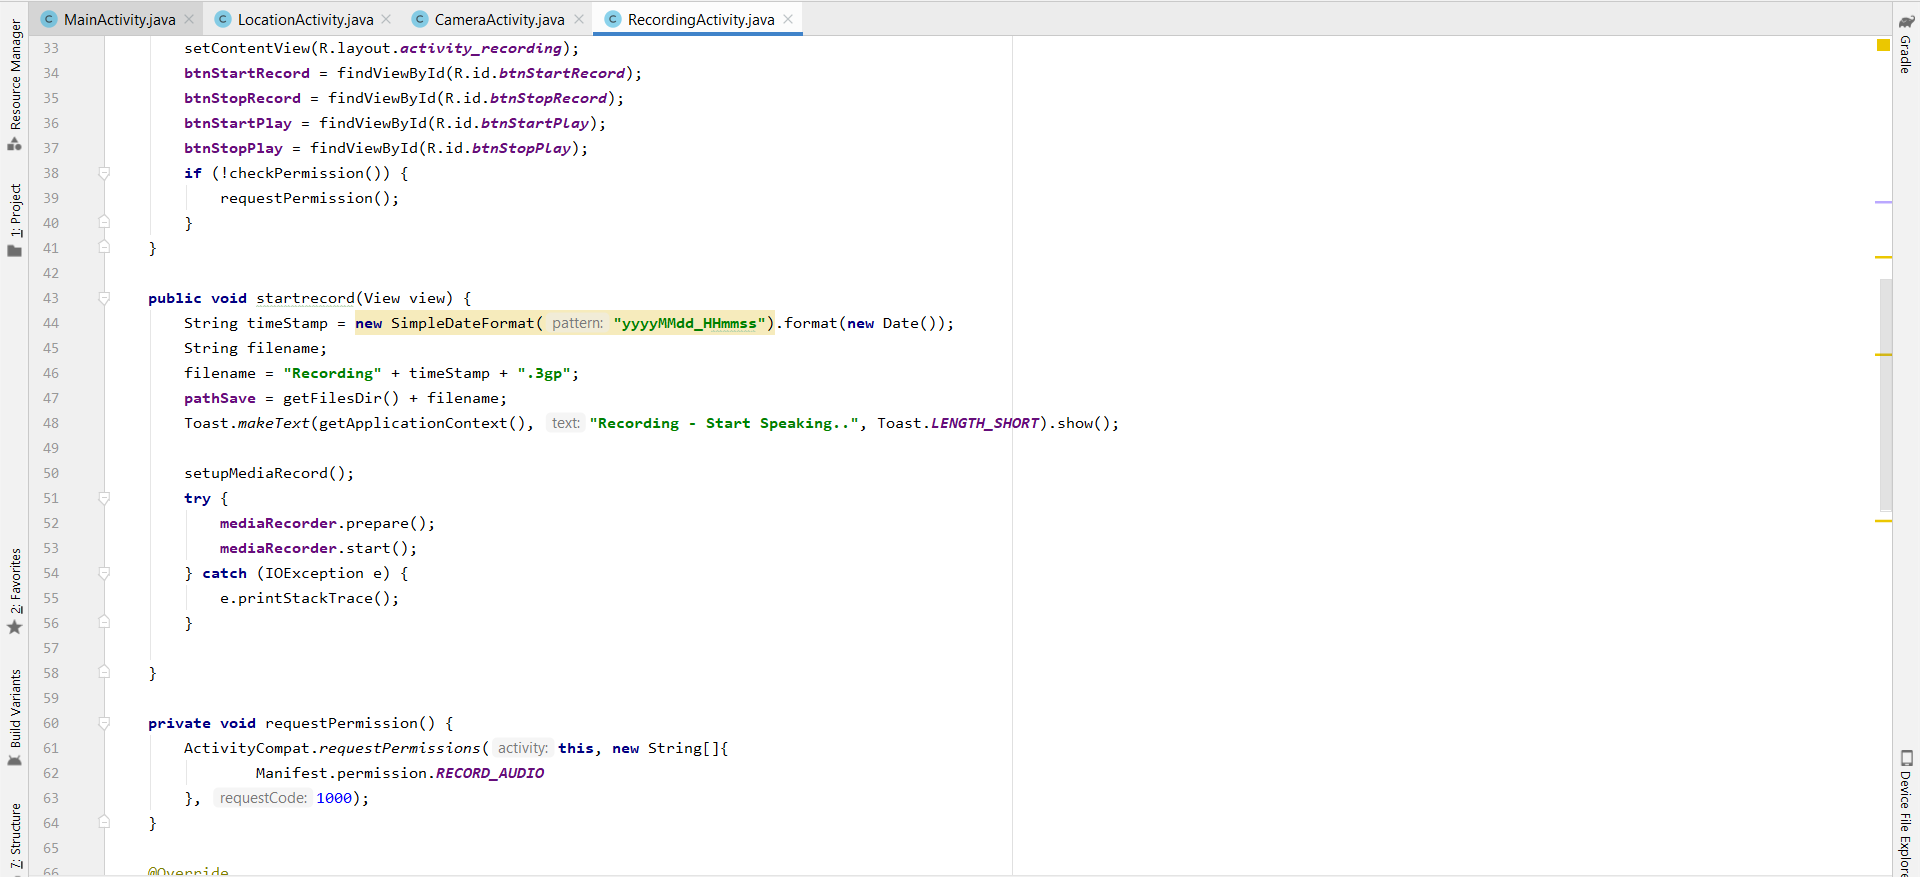 MainActivity.java
LocationActivity.java
CameraActivity.java
RecordingActivity.java
Resource Manager
1: Project
2: Favorites
Build Variants
7: Structure
33 setContentView(R.layout.activity_recording);
34 btnStartRecord = findViewById(R.id.btnStartRecord);
35 btnStopRecord = findViewById(R.id.btnStopRecord);
36 btnStartPlay = findViewById(R.id.btnStartPlay);
37 btnStopPlay = findViewById(R.id.btnStopPlay);
38 if (!checkPermission()) {
39 requestPermission();
40 }
41 }
42
43 public void startrecord(View view) {
44 String timeStamp = new SimpleDateFormat( pattern: "yyyyMMdd_HHmmss").format(new Date());
45 String filename;
46 filename = "Recording" + timeStamp + ".3gp";
47 pathSave = getFilesDir() + filename;
48 Toast.makeText(getApplicationContext(), text: "Recording - Start Speaking..", Toast.LENGTH_SHORT).show();
49
50 setupMediaRecord();
51 try {
52 mediaRecorder.prepare();
53 mediaRecorder.start();
54 } catch (IOException e) {
55 e.printStackTrace();
56 }
57
58 }
59
60 private void requestPermission() {
61 ActivityCompat.requestPermissions( activity: this, new String[]{
62 Manifest.permission.RECORD_AUDIO
63 }, requestCode: 1000);
64 }
65
66 @Override
Gradle
Device File Explore